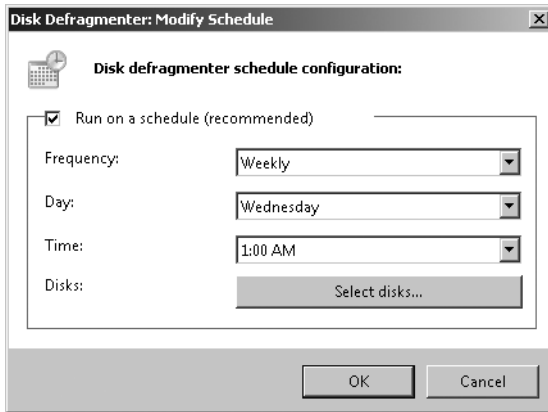 Disk Defragmenter: Modify Schedule
Disk defragmenter schedule configuration:
Run on a schedule (recommended)
Frequency:
Weekly
Day:
Wednesday
Time:
1:00 AM
Disks:
Select disks...
OK
Cancel